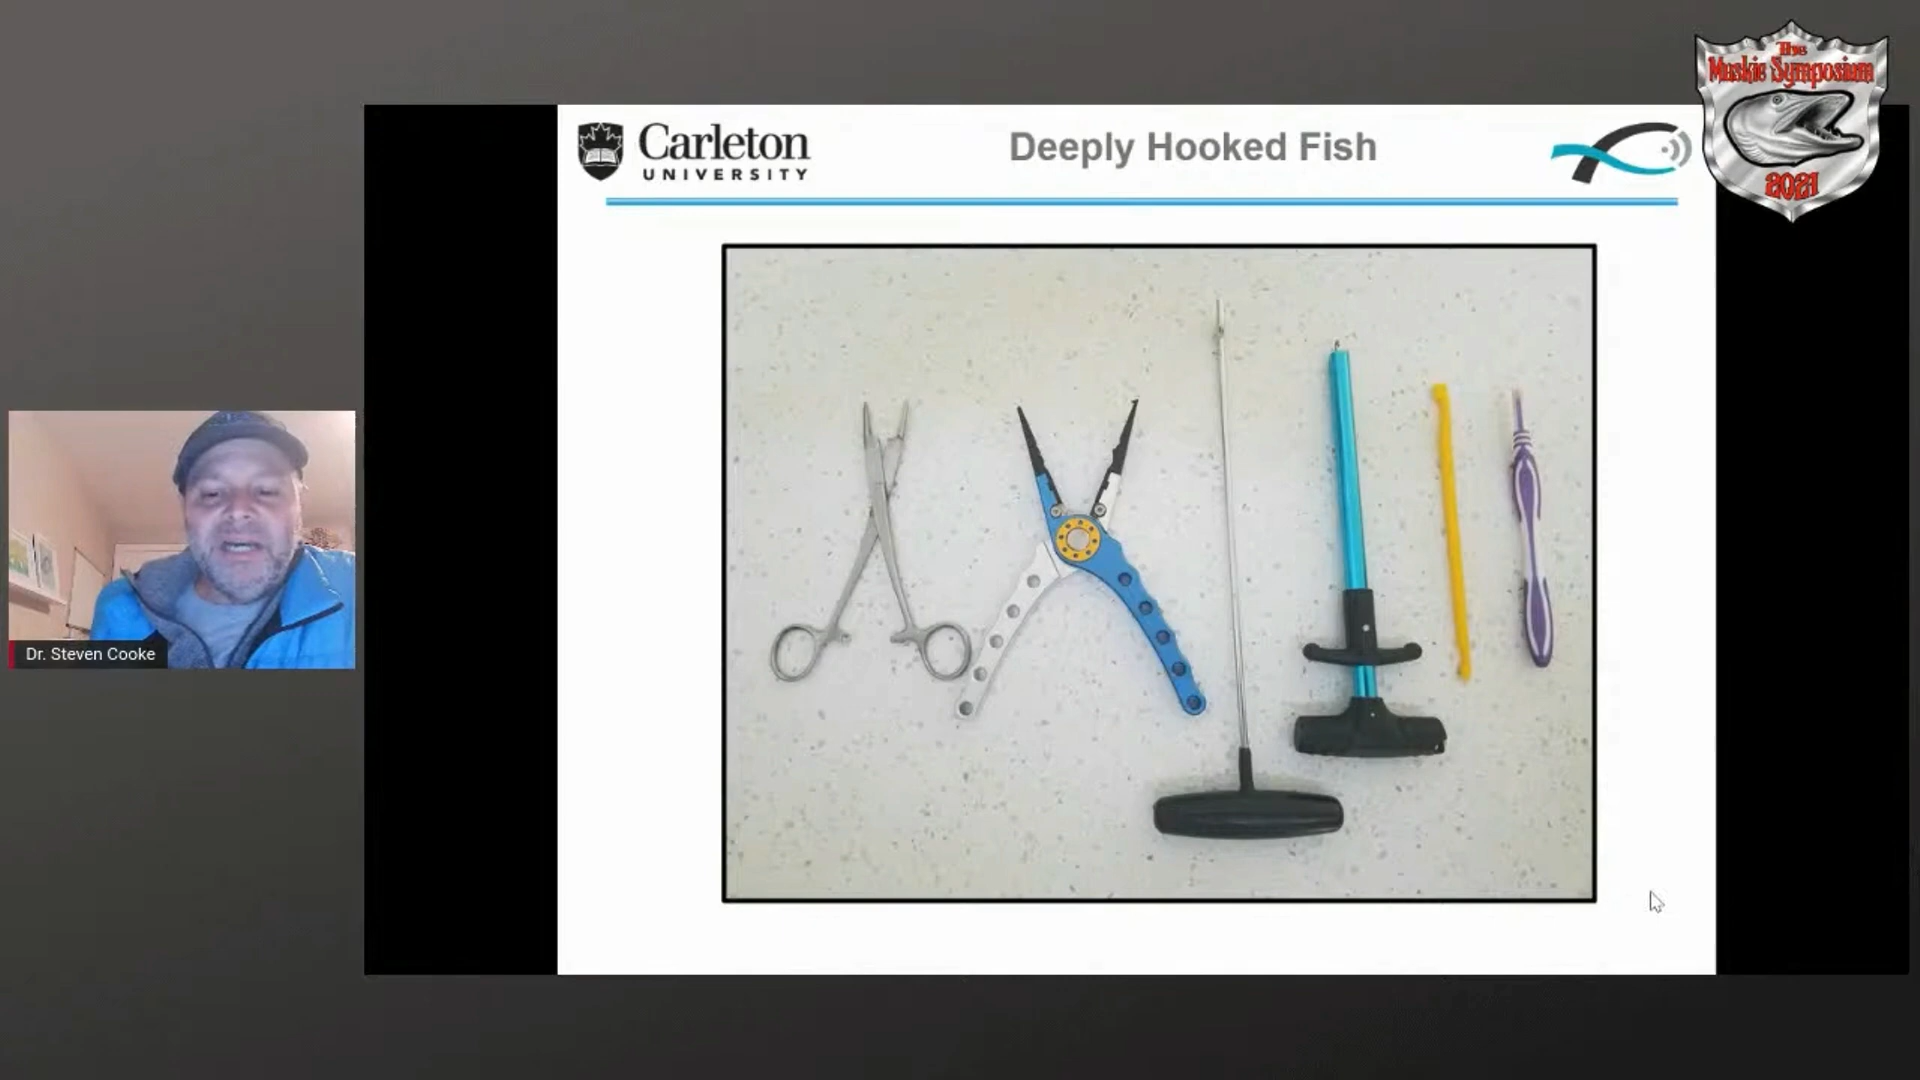 The
Muskie Symposium
2021
Carleton
UNIVERSITY
Deeply Hooked Fish
Dr. Steven Cooke